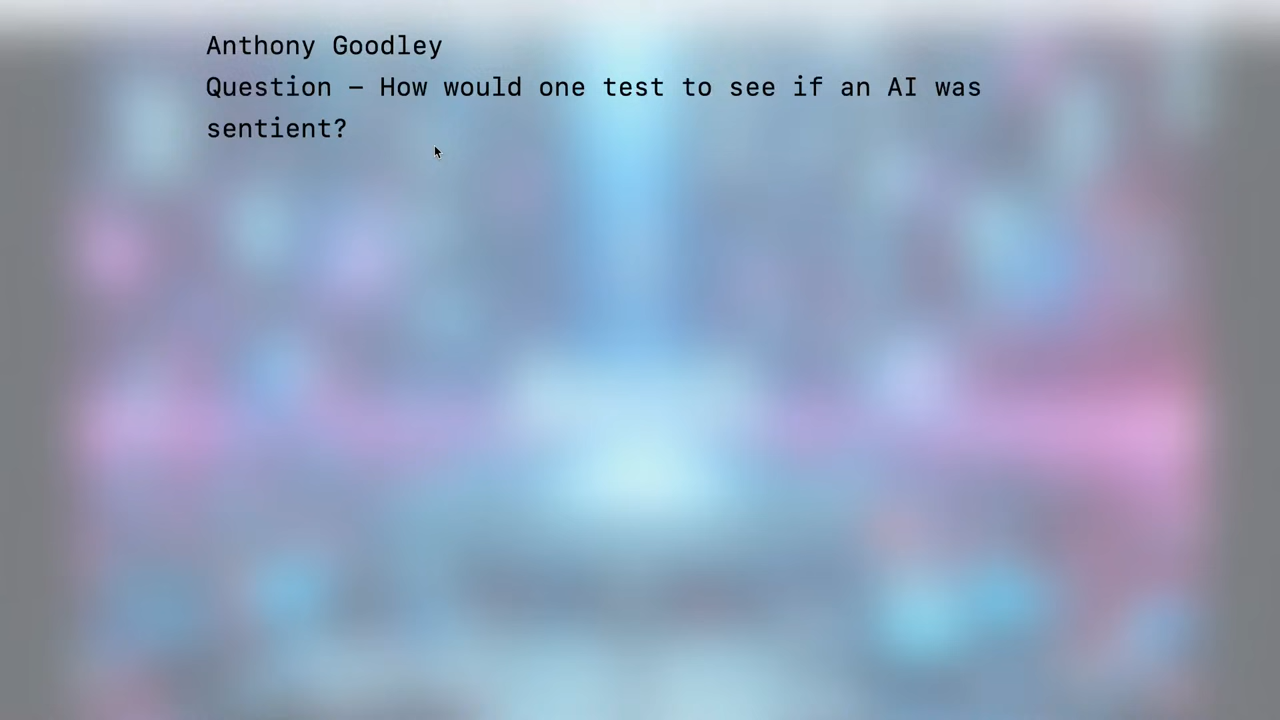 Anthony Goodley
Question – How would one test to see if an AI was
sentient?